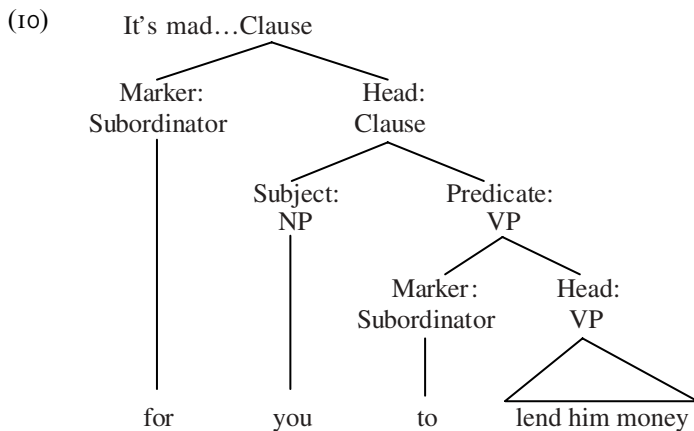 (10) It's mad…Clause
Marker: Head:
Subordinator Clause
Subject: Predicate:
NP VP
Marker: Head:
Subordinator VP
for you to lend him money